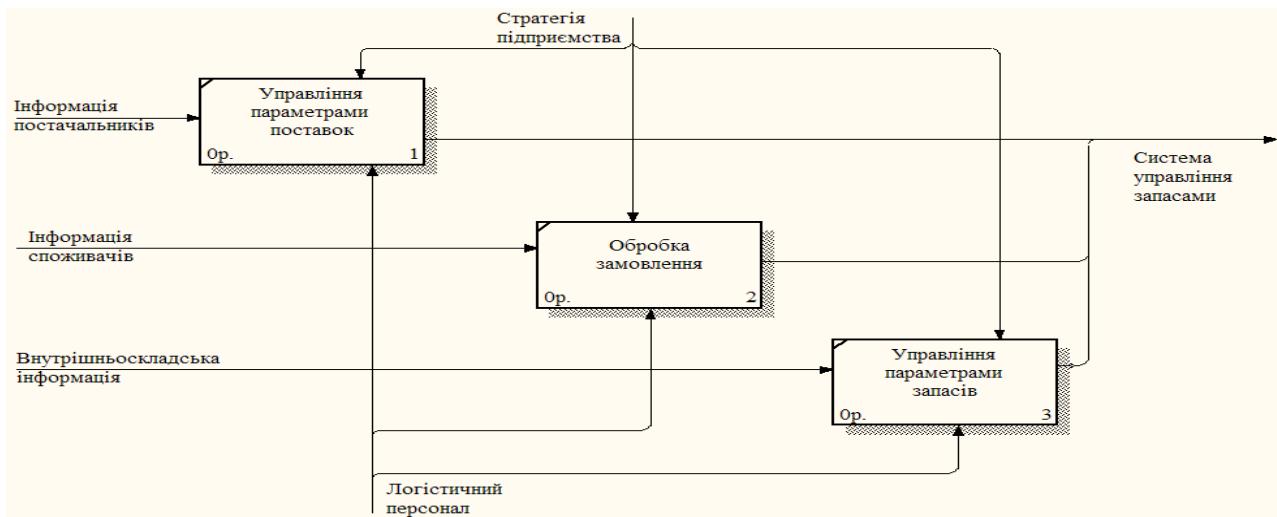 Стратегія
підприємства
Управління
параметрами
поставок
0р. 1
Інформація
постачальників
Система
управління
запасами
Інформація
споживачів
Обробка
замовлення
0р. 2
Внутрішньоскладська
інформація
Управління
параметрами
запасів
0р. 3
Логістичний
персонал